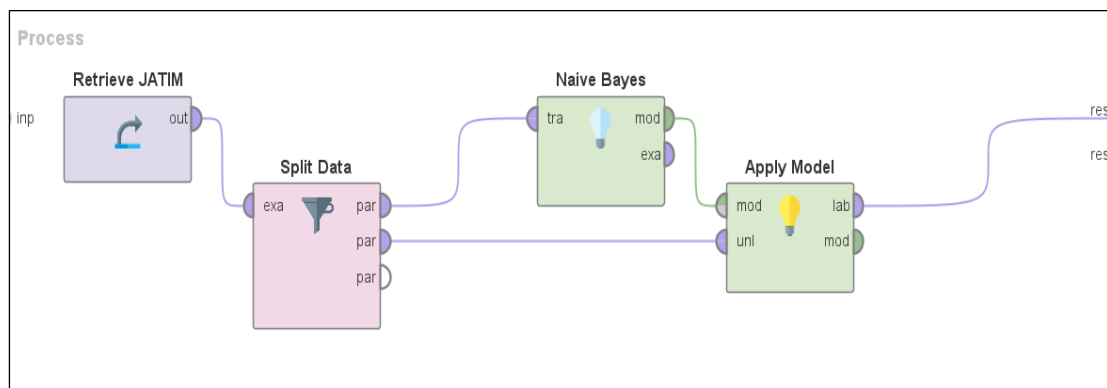 Process
Retrieve JATIM
inp
out
Split Data
exa
par
par
par
Naive Bayes
tra
mod
exa
Apply Model
mod
lab
unl
mod
res
res